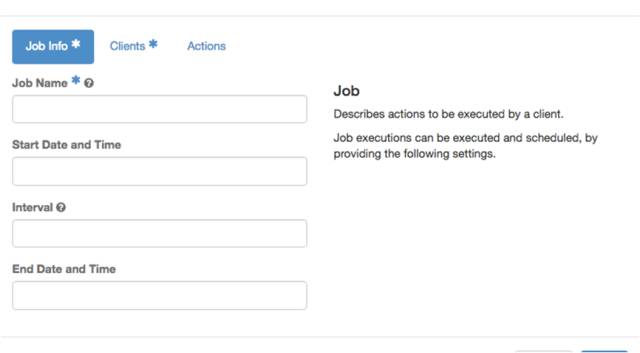 Job Info * Clients * Actions
Job Name * ?
Job
Describes actions to be executed by a client.
Start Date and Time
Job executions can be executed and scheduled, by
providing the following settings.
Interval ?
End Date and Time